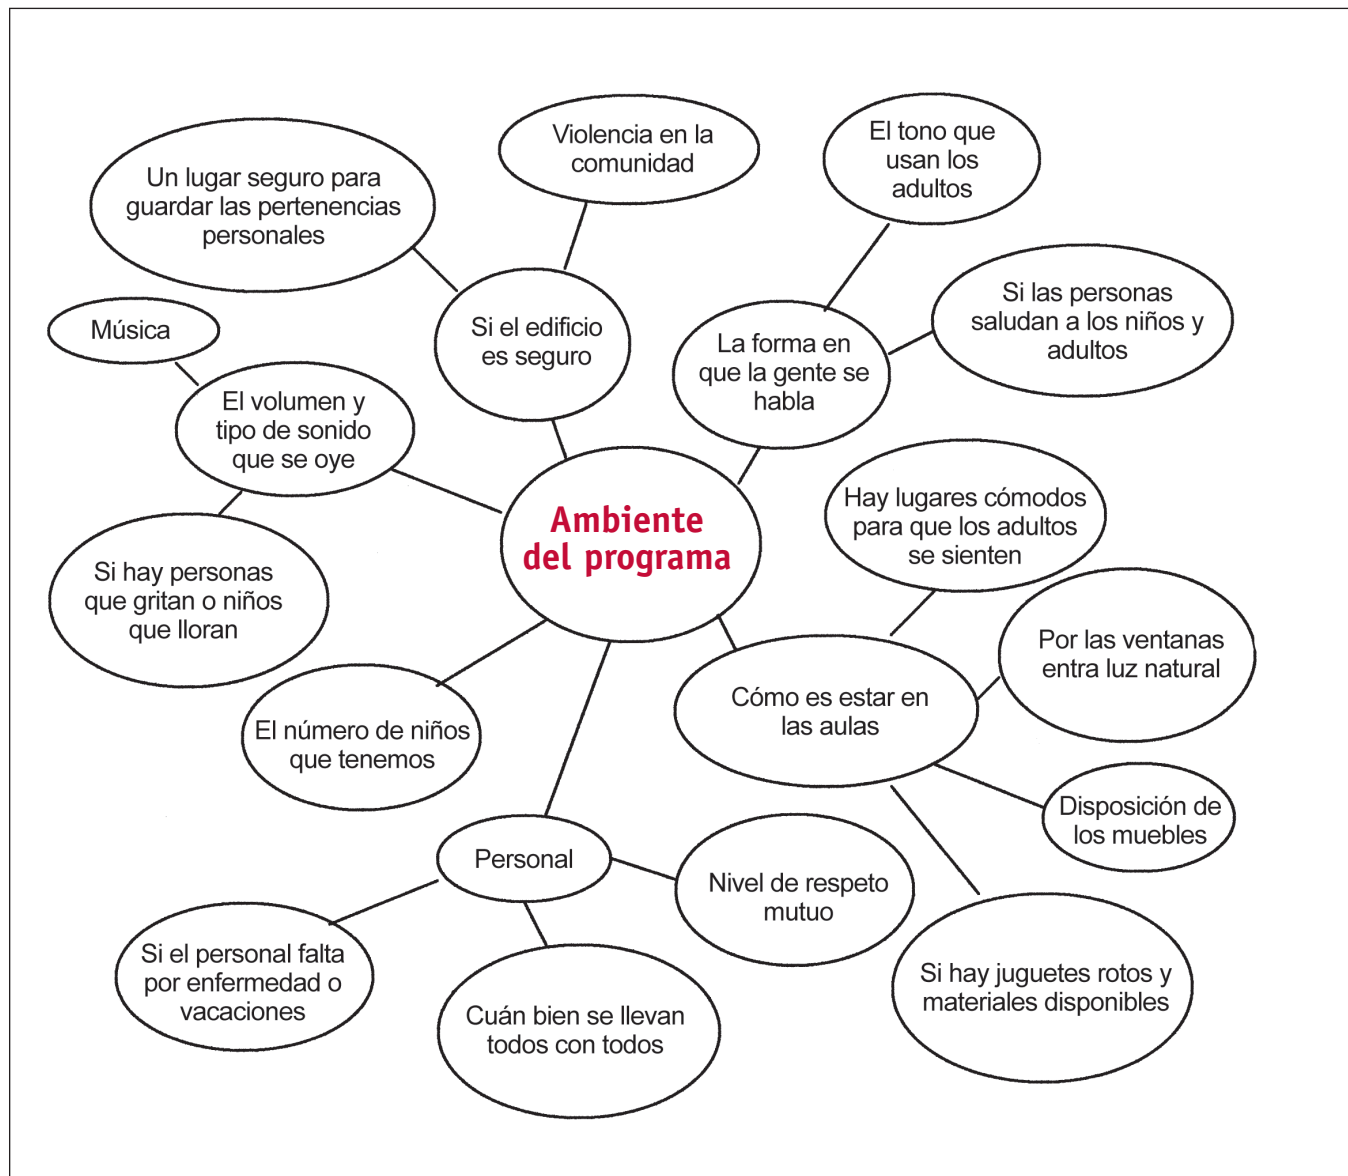 Violencia en la
comunidad
El tono que
usan los
adultos
Un lugar seguro para
guardar las pertenencias
personales
Si las personas
saludan a los niños y
adultos
Música
Si el edificio
es seguro
La forma en
que la gente se
habla
El volumen y
tipo de sonido
que se oye
Ambiente
del programa
Hay lugares cómodos
para que los adultos
se sienten
Si hay personas
que gritan o niños
que lloran
Por las ventanas
entra luz natural
Cómo es estar en
las aulas
El número de niños
que tenemos
Disposición de
los muebles
Personal
Nivel de respeto
mutuo
Si el personal falta
por enfermedad o
vacaciones
Si hay juguetes rotos y
materiales disponibles
Cuán bien se llevan
todos con todos